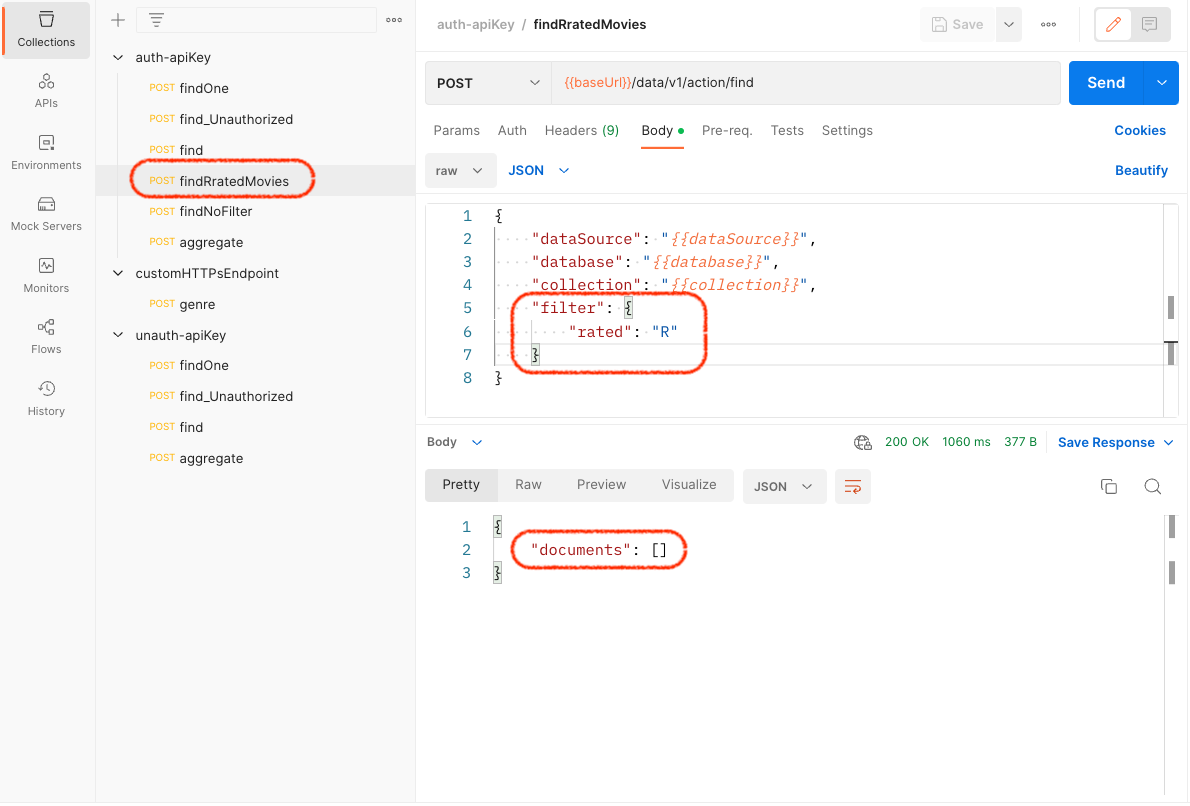 Collections
APIs
Environments
Mock Servers
Monitors
Flows
History
auth-apiKey
POST findOne
POST find_Unauthorized
POST find
POST findRratedMovies
POST findNoFilter
POST aggregate
customHTTPsEndpoint
POST genre
unauth-apiKey
POST findOne
POST find_Unauthorized
POST find
POST aggregate
auth-apiKey / findRratedMovies
Save
POST {{baseUrl}}/data/v1/action/find Send
Params Auth Headers (9) Body Pre-req. Tests Settings Cookies
raw JSON Beautify
1 {
2 "dataSource": "{{dataSource}}",
3 "database": "{{database}}",
4 "collection": "{{collection}}",
5 "filter": {
6 "rated": "R"
7 }
8 }
Body 200 OK 1060 ms 377 B Save Response
Pretty Raw Preview Visualize JSON
1 {
2 "documents": []
3 }